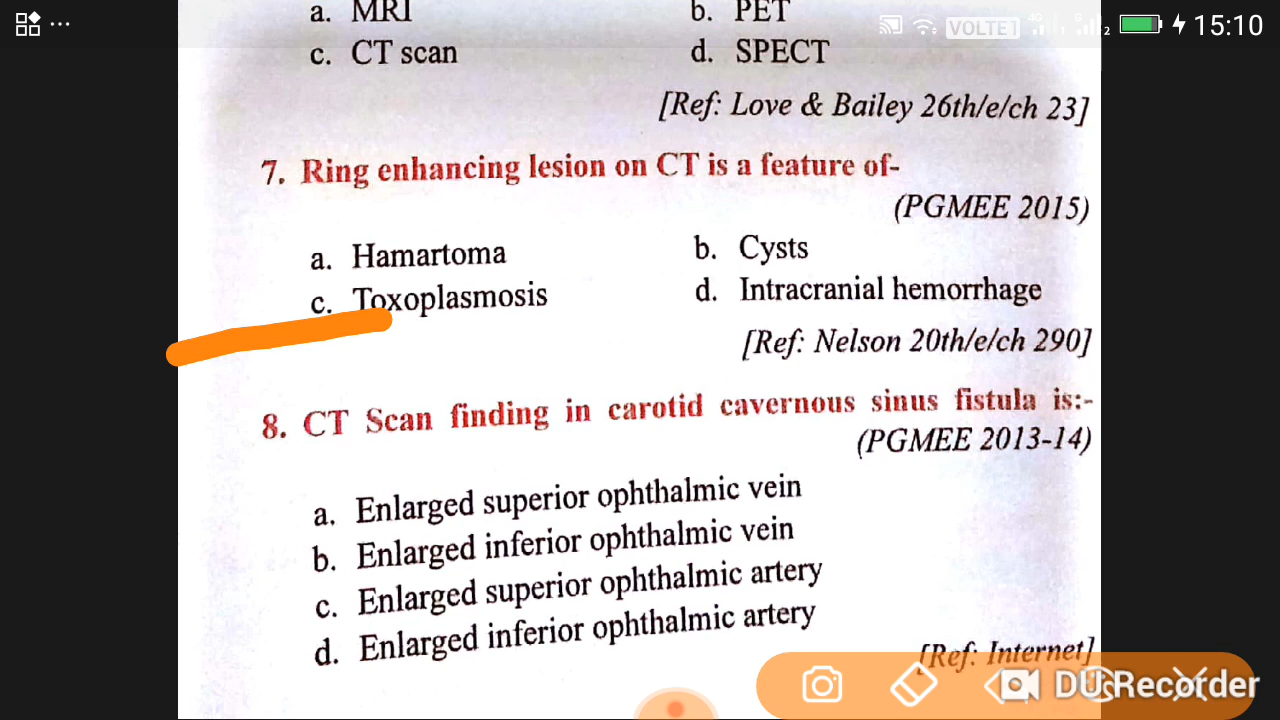 a. MRI b. PET
VOLTE 15:10
c. CT scan d. SPECT
[Ref: Love & Bailey 26th/e/ch 23]
7. Ring enhancing lesion on CT is a feature of-
(PGMEE 2015)
a. Hamartoma b. Cysts
c. Toxoplasmosis d. Intracranial hemorrhage
[Ref: Nelson 20th/e/ch 290]
8. CT Scan finding in carotid cavernous sinus fistula is:-
(PGMEE 2013-14)
a. Enlarged superior ophthalmic vein
b. Enlarged inferior ophthalmic vein
c. Enlarged superior ophthalmic artery
d. Enlarged inferior ophthalmic artery
[Ref: Internet]
DU Recorder